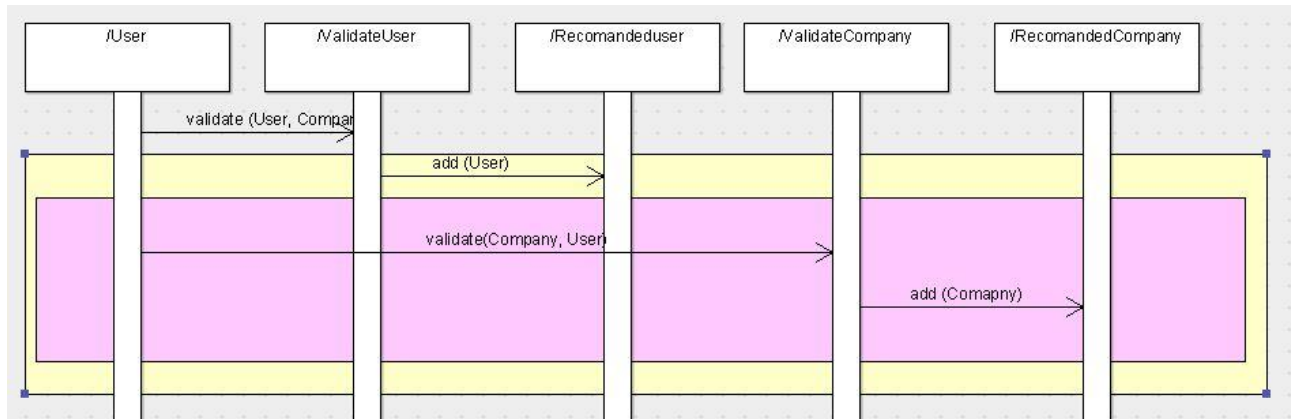 /User
/ValidateUser
/Recomandeduser
/ValidateCompany
/RecomandedCompany
validate (User, Compar
add (User)
validate(Company, User)
add (Comapny)